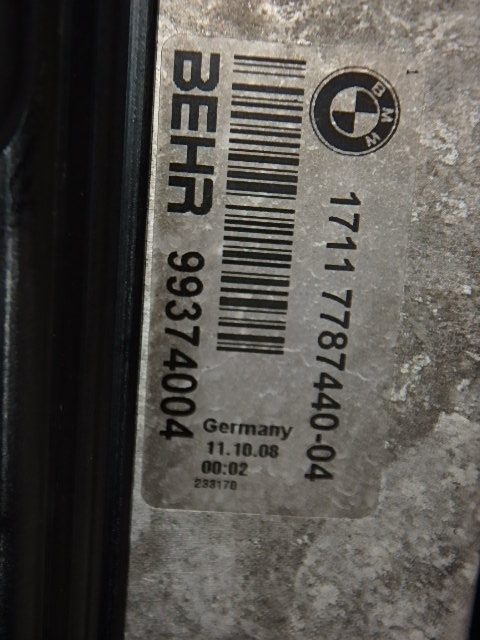 BMW
1711 7787440-04
BEHR 99374004
Germany
11.10.08
00:02
233170